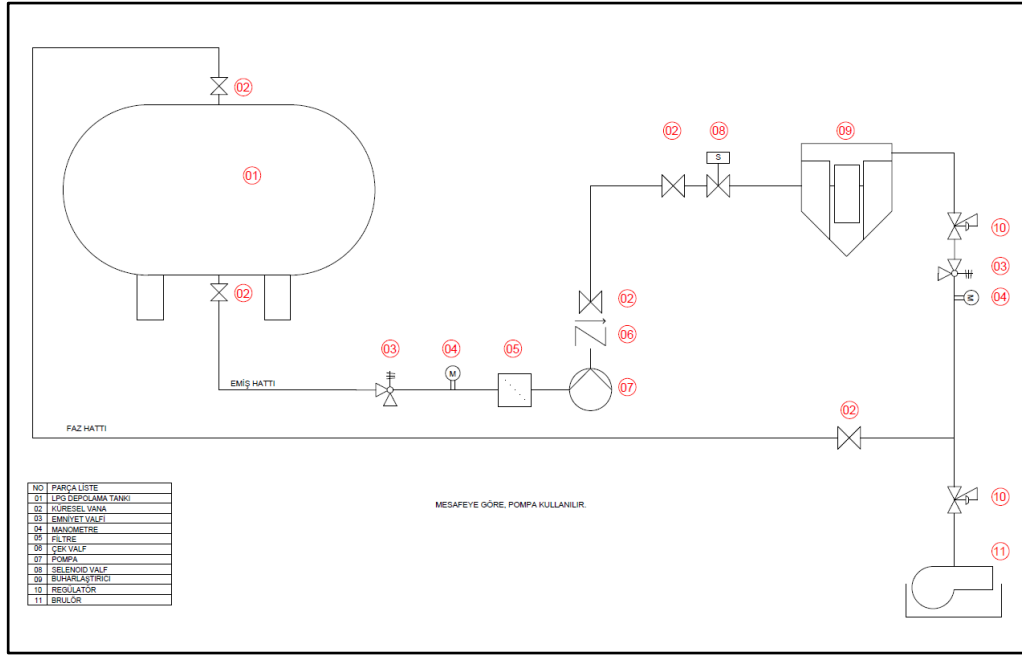 02
01
02
02
08
S
09
10
03
M
04
02
06
03
04
M
05
07
EMİŞ HATTI
FAZ HATTI
02
10
11
MESAFEYE GÖRE, POMPA KULLANILIR.
NO PARÇA LİSTE
01 LPG DEPOLAMA TANKI
02 KÜRESEL VANA
03 EMNİYET VALFİ
04 MANOMETRE
05 FİLTRE
06 ÇEK VALF
07 POMPA
08 SELENOID VALF
09 BUHARLAŞTIRICI
10 REGÜLATÖR
11 BRULÖR